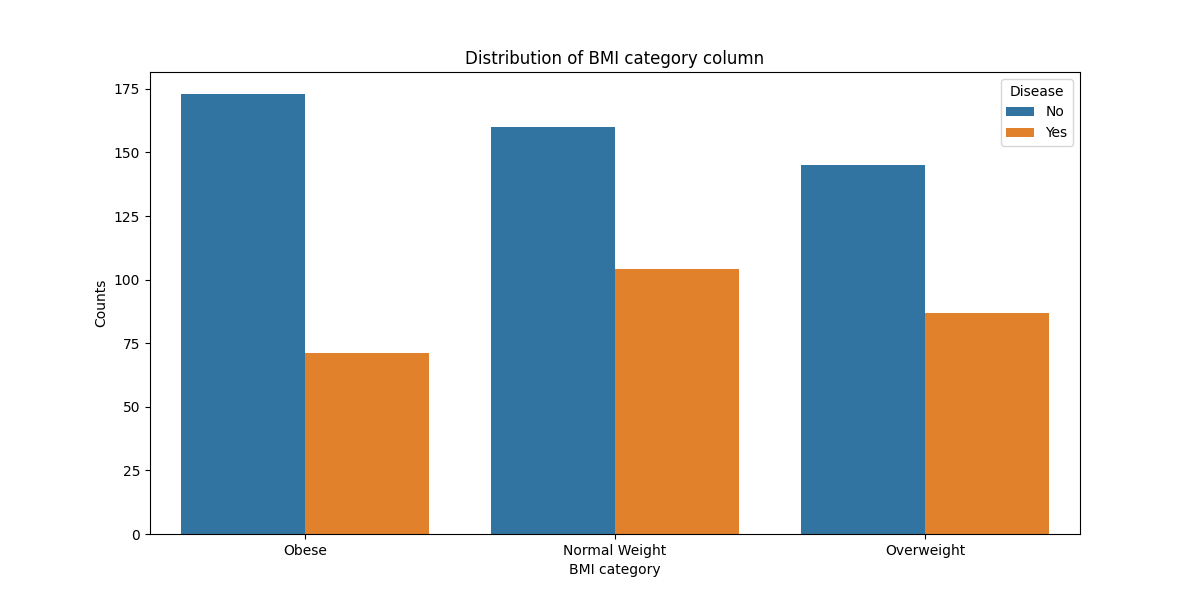 Distribution of BMI category column
Disease
No
Yes
175
150
125
100
75
50
25
0
Counts
Obese
Normal Weight
Overweight
BMI category